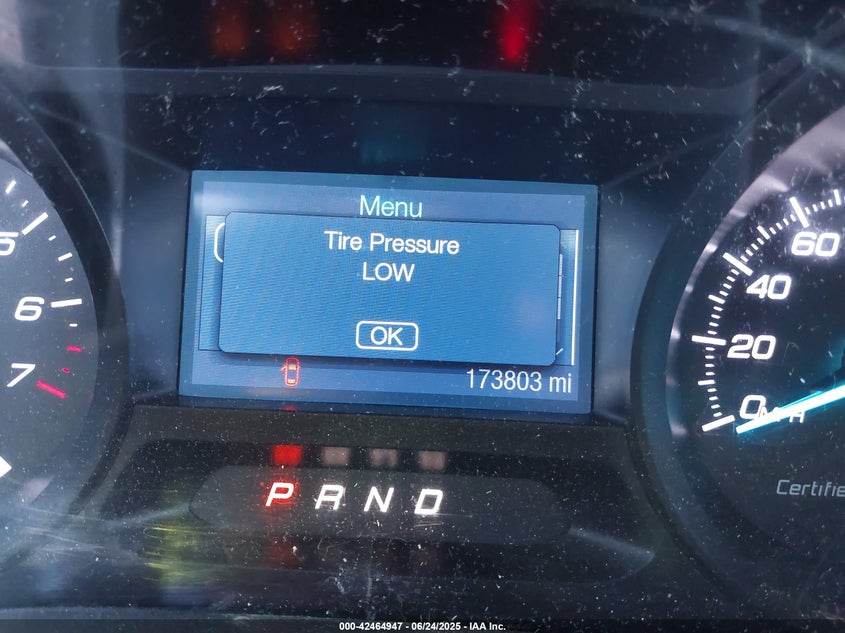 Menu
Tire Pressure
LOW
OK
173803 mi
P R N D
5
6
7
60
40
20
0
MPH
000-42464947 - 06/24/2025 - IAA Inc.